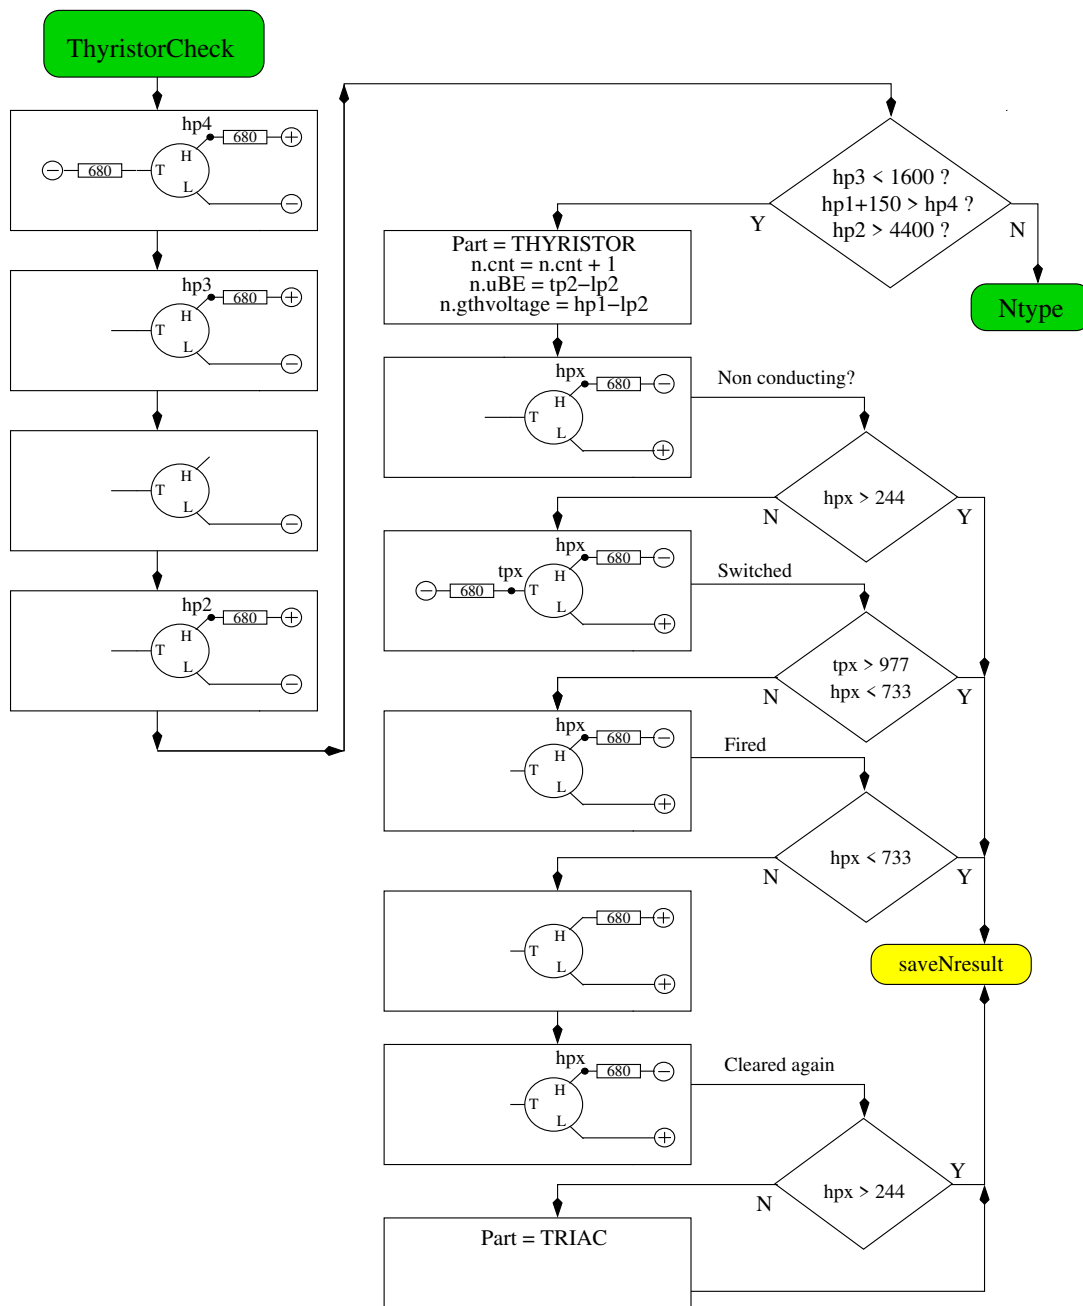 ThyristorCheck
hp4
680 +
− 680 T H L −
hp3
680 +
T H L −
T H L −
hp2
680 +
T H L −
hp3 < 1600 ?
hp1+150 > hp4 ?
hp2 > 4400 ?
Y
N
Ntype
Part = THYRISTOR
n.cnt = n.cnt + 1
n.uBE = tp2−lp2
n.gthvoltage = hp1−lp2
hpx
680 −
T H L +
Non conducting?
hpx > 244
N
Y
hpx
680 −
tpx
− 680 T H L +
Switched
tpx > 977
hpx < 733
N
Y
hpx
680 −
T H L +
Fired
hpx < 733
N
Y
680 +
T H L +
saveNresult
hpx
680 −
T H L +
Cleared again
hpx > 244
N
Y
Part = TRIAC